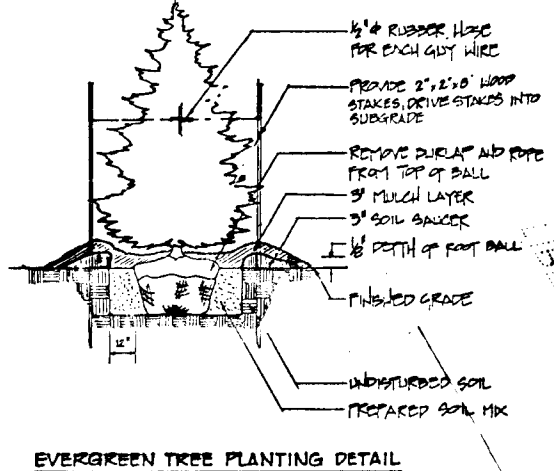 ½" ⌀ RUBBER HOSE
FOR EACH GUY WIRE
PROVIDE 2"x2"x8' WOOD
STAKES, DRIVE STAKES INTO
SUBGRADE
REMOVE BURLAP AND ROPE
FROM TOP OF BALL
3" MULCH LAYER
3" SOIL SAUCER
⅛ DEPTH OF ROOT BALL
FINISHED GRADE
12"
UNDISTURBED SOIL
PREPARED SOIL MIX
EVERGREEN TREE PLANTING DETAIL